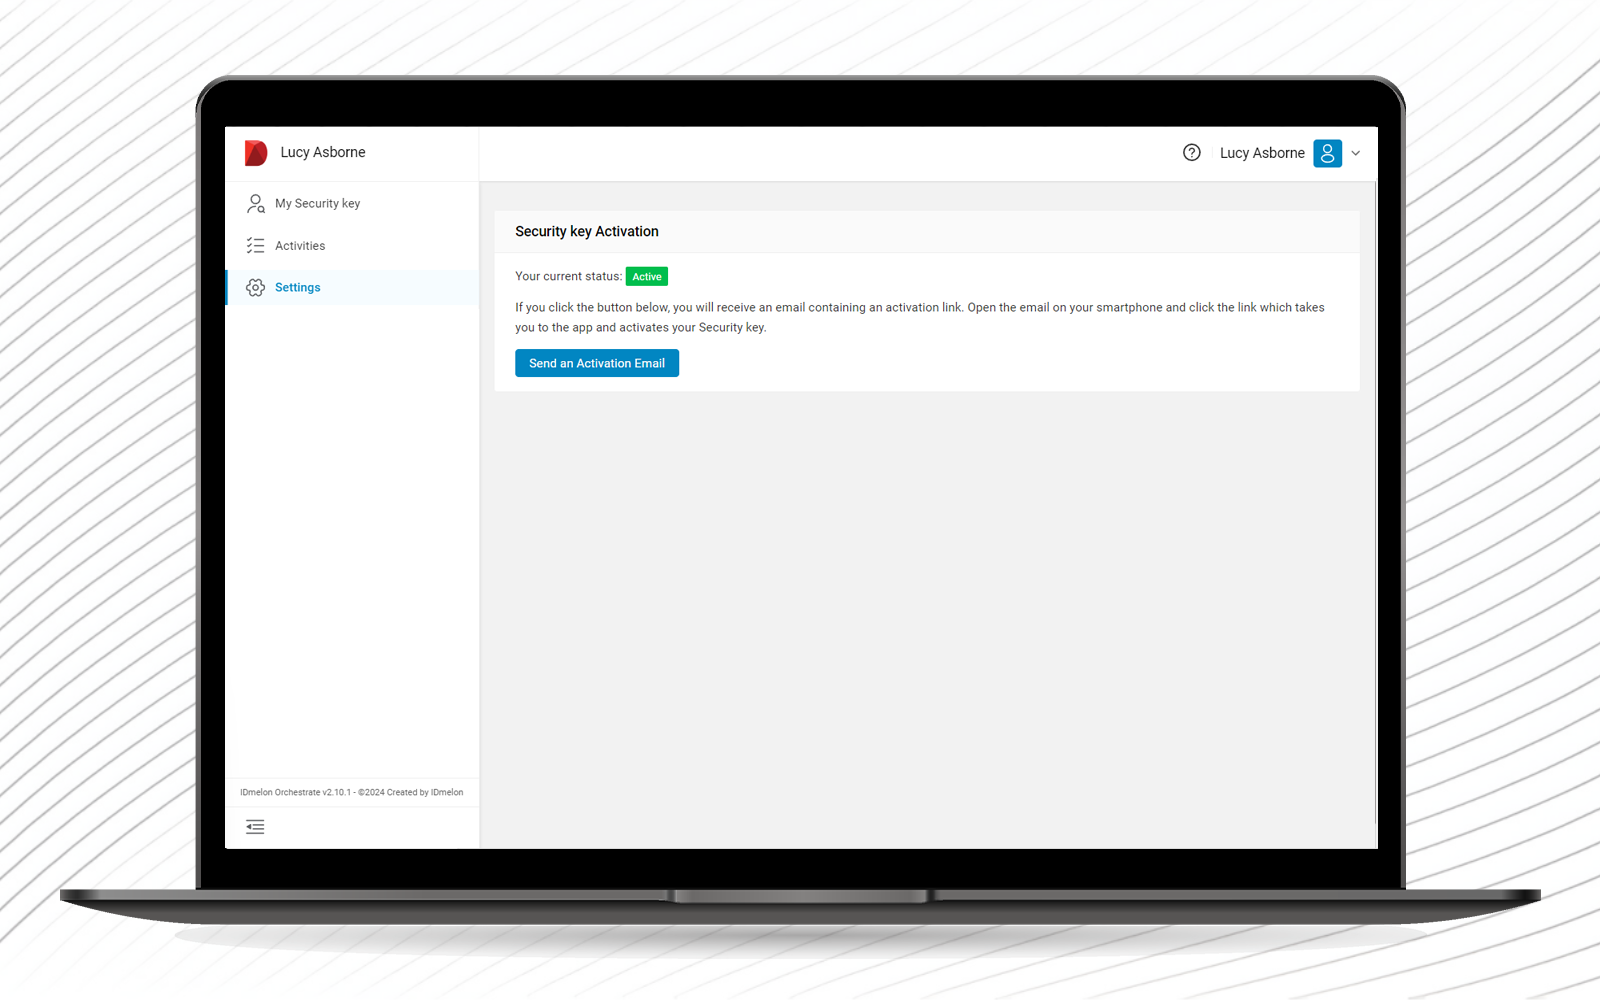 Lucy Asborne
Lucy Asborne
My Security key
Activities
Settings
Security key Activation
Your current status: Active
If you click the button below, you will receive an email containing an activation link. Open the email on your smartphone and click the link which takes
you to the app and activates your Security key.
Send an Activation Email
IDmelon Orchestrate v2.10.1 - ©2024 Created by IDmelon